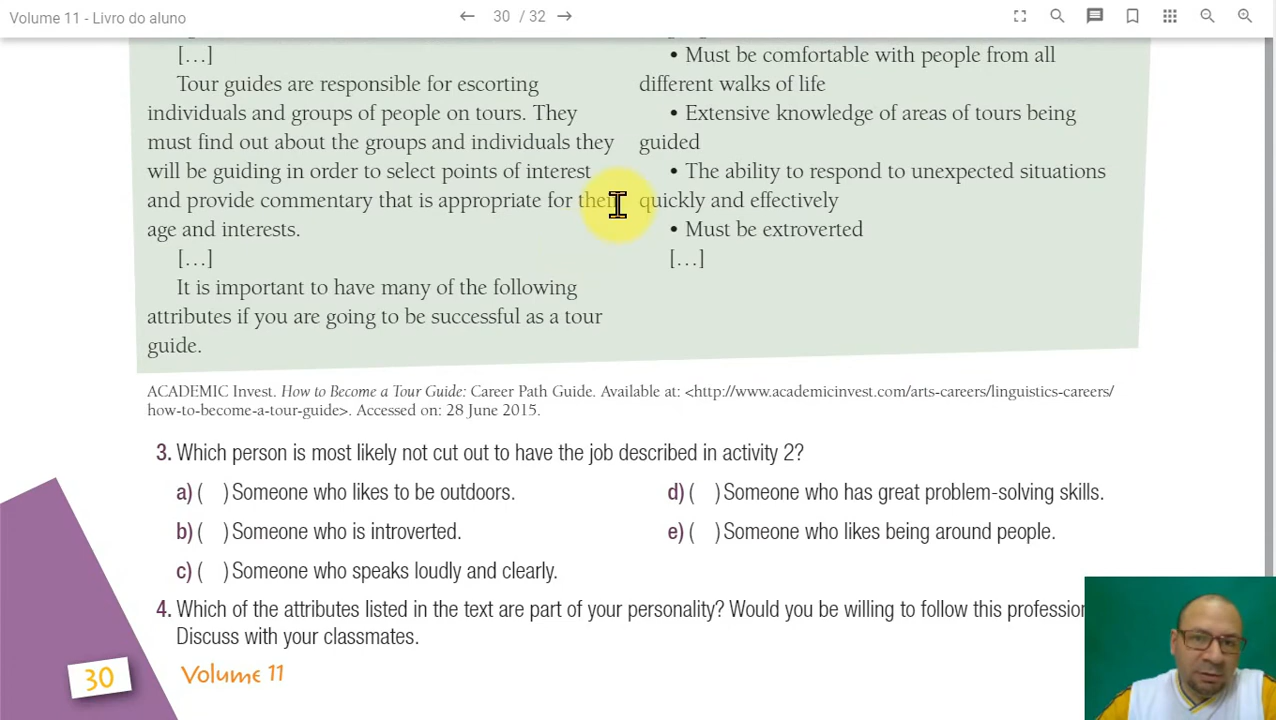 Volume 11 - Livro do aluno
30 / 32
[…]
Tour guides are responsible for escorting
individuals and groups of people on tours. They
must find out about the groups and individuals they
will be guiding in order to select points of interest
and provide commentary that is appropriate for their
age and interests.
[…]
It is important to have many of the following
attributes if you are going to be successful as a tour
guide.
• Must be comfortable with people from all
different walks of life
• Extensive knowledge of areas of tours being
guided
• The ability to respond to unexpected situations
quickly and effectively
• Must be extroverted
[…]
ACADEMIC Invest. How to Become a Tour Guide: Career Path Guide. Available at: <http://www.academicinvest.com/arts-careers/linguistics-careers/
how-to-become-a-tour-guide>. Accessed on: 28 June 2015.
3. Which person is most likely not cut out to have the job described in activity 2?
a) ( ) Someone who likes to be outdoors.
b) ( ) Someone who is introverted.
c) ( ) Someone who speaks loudly and clearly.
d) ( ) Someone who has great problem-solving skills.
e) ( ) Someone who likes being around people.
4. Which of the attributes listed in the text are part of your personality? Would you be willing to follow this profession
Discuss with your classmates.
30
Volume 11